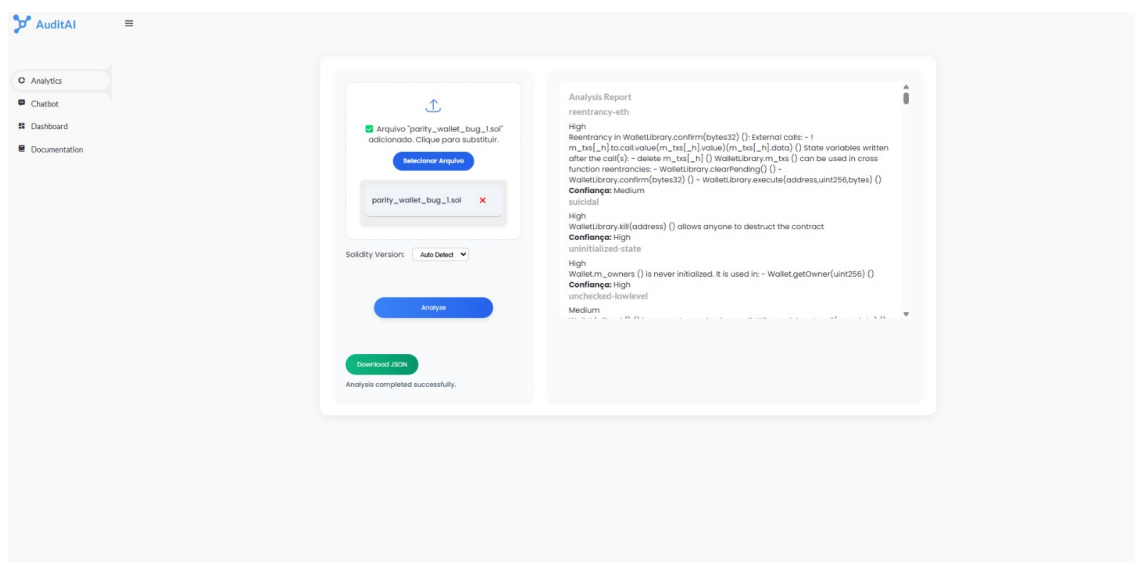 AuditAI
Analytics
Chatbot
Dashboard
Documentation
✅ Arquivo "parity_wallet_bug_1.sol"
adicionado. Clique para substituir.
Selecionar Arquivo
parity_wallet_bug_1.sol ❌
Solidity Version: Auto Detect
Analyze
Download JSON
Analysis completed successfully.
Analysis Report
reentrancy-eth
High
Reentrancy in WalletLibrary.confirm(bytes32) (): External calls: - !
m_txs[_h].to.call.value(m_txs[_h].value)(m_txs[_h].data) () State variables written
after the call(s): - delete m_txs[_h] () WalletLibrary.m_txs () can be used in cross
function reentrancies: - WalletLibrary.clearPending() () -
WalletLibrary.confirm(bytes32) () - WalletLibrary.execute(address,uint256,bytes) ()
Confiança: Medium
suicidal
High
WalletLibrary.kill(address) () allows anyone to destruct the contract
Confiança: High
uninitialized-state
High
Wallet.m_owners () is never initialized. It is used in: - Wallet.getOwner(uint256) ()
Confiança: High
unchecked-lowlevel
Medium